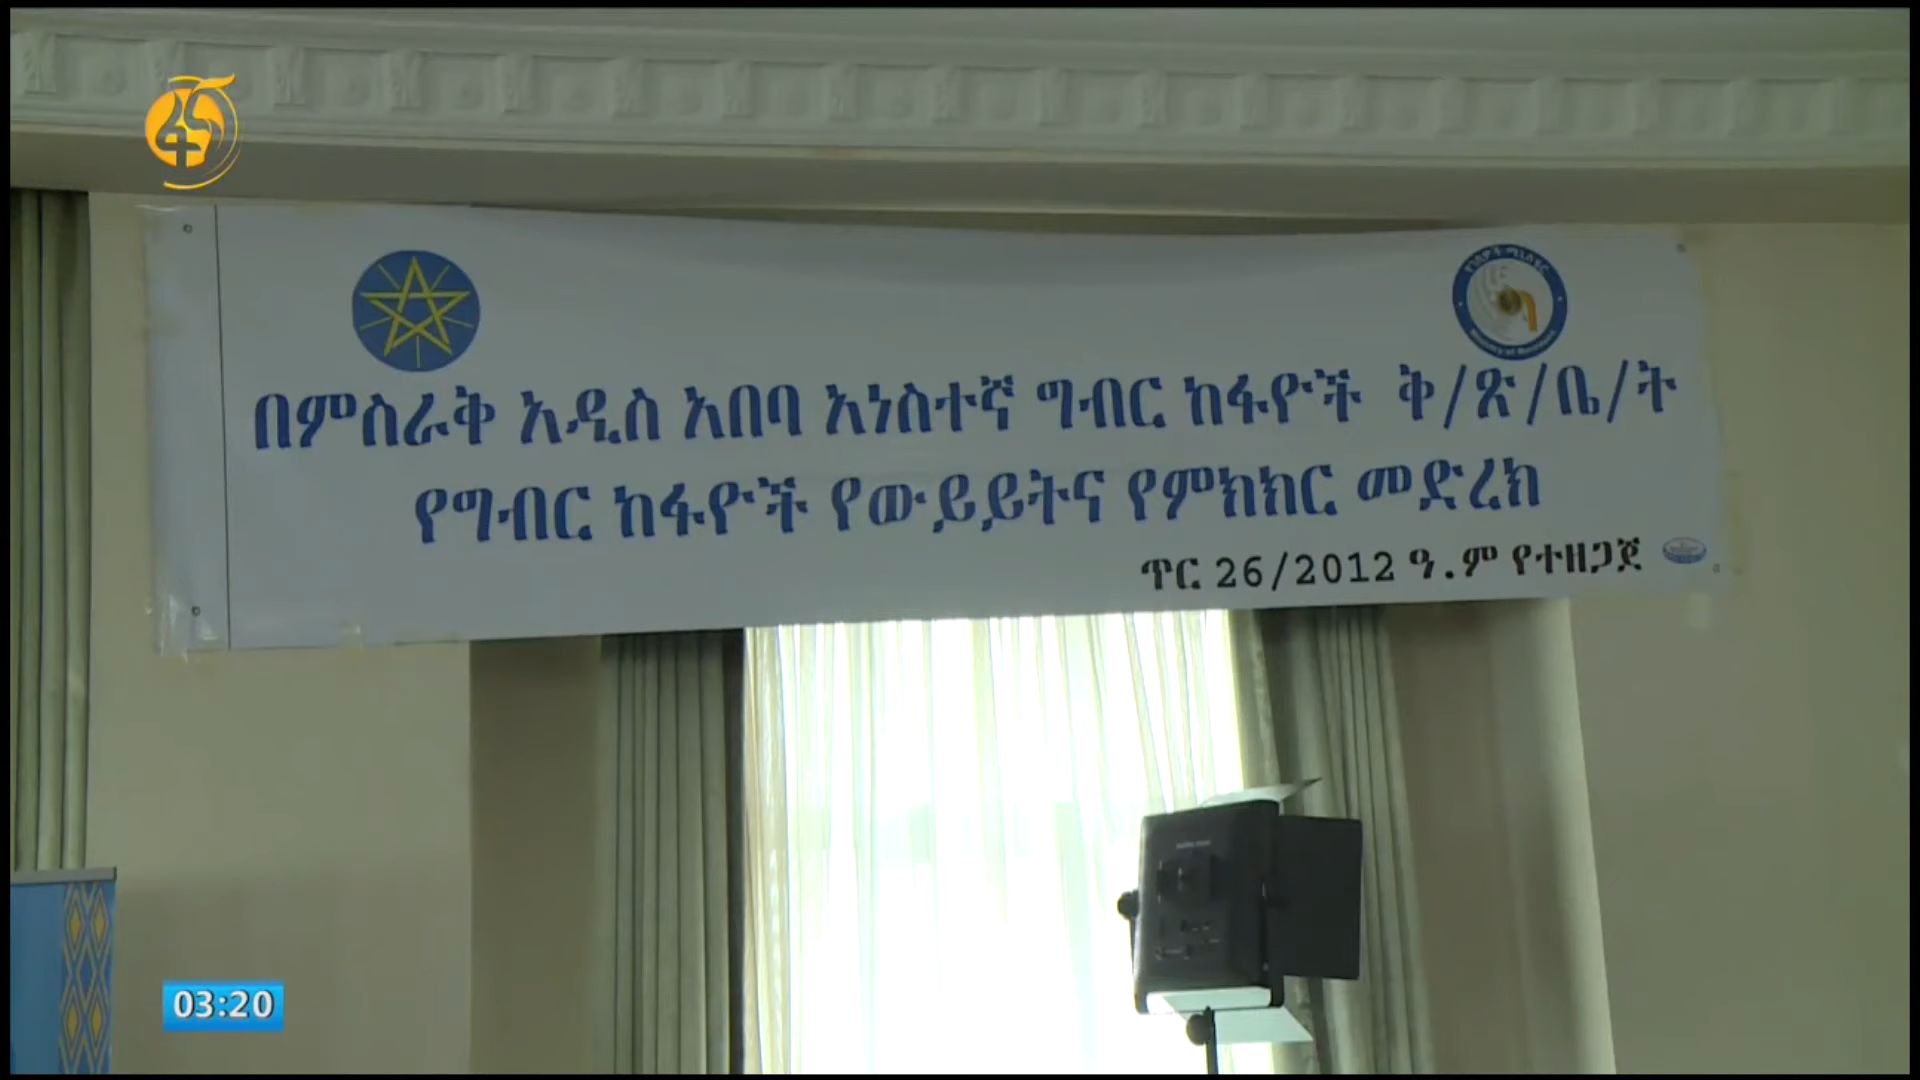 በምስራቅ አዲስ አበባ አነስተኛ ግብር ከፋዮች ቅ/ጽ/ቤ/ት
የግብር ከፋዮች የውይይትና የምክክር መድረክ
ጥር 26/2012 ዓ.ም የተዘጋጀ
03:20